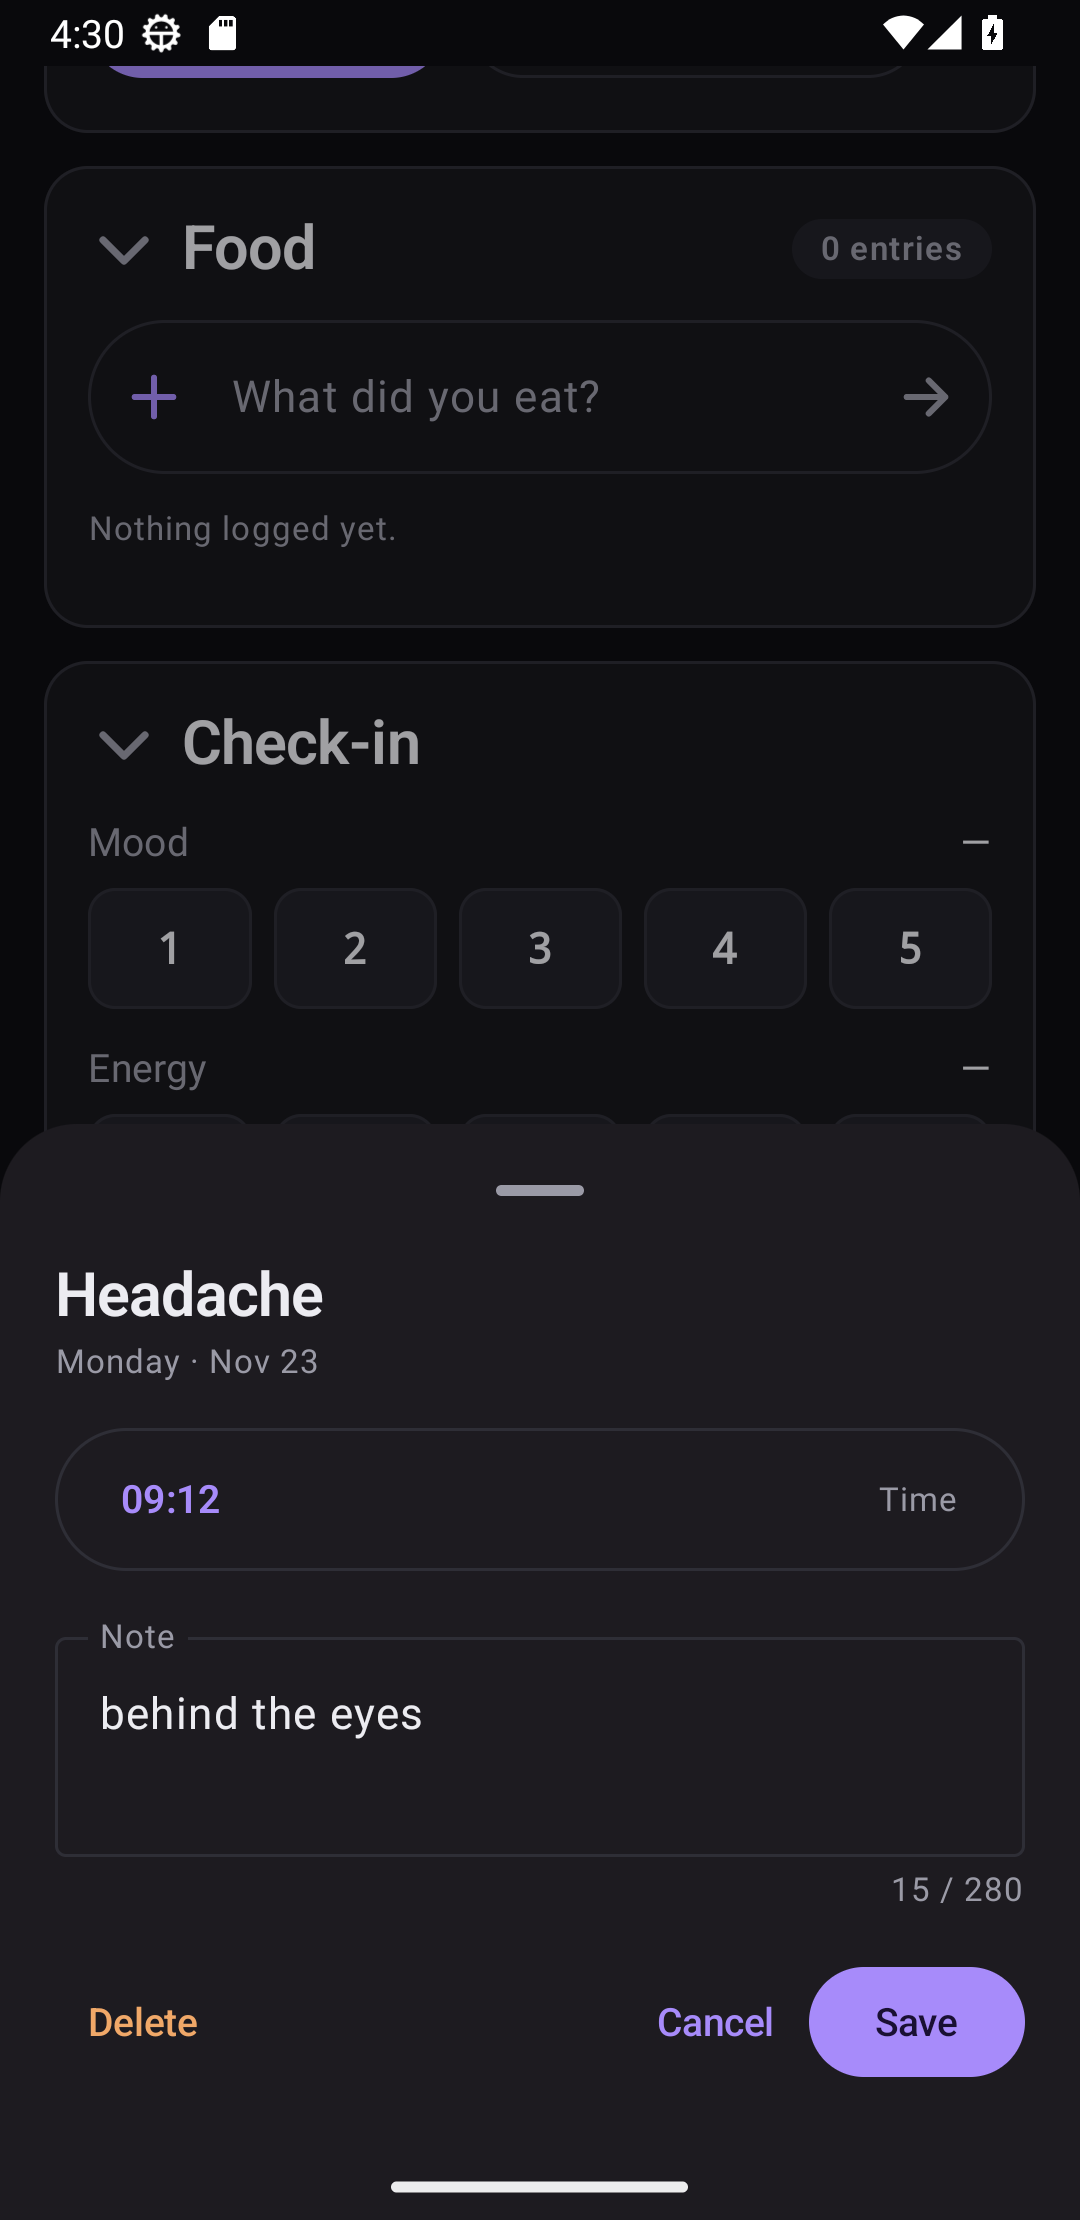 4:30
Food
0 entries
What did you eat?
Nothing logged yet.
Check-in
Mood
—
1 2 3 4 5
Energy
—
Headache
Monday · Nov 23
09:12 Time
Note
behind the eyes
15 / 280
Delete Cancel Save